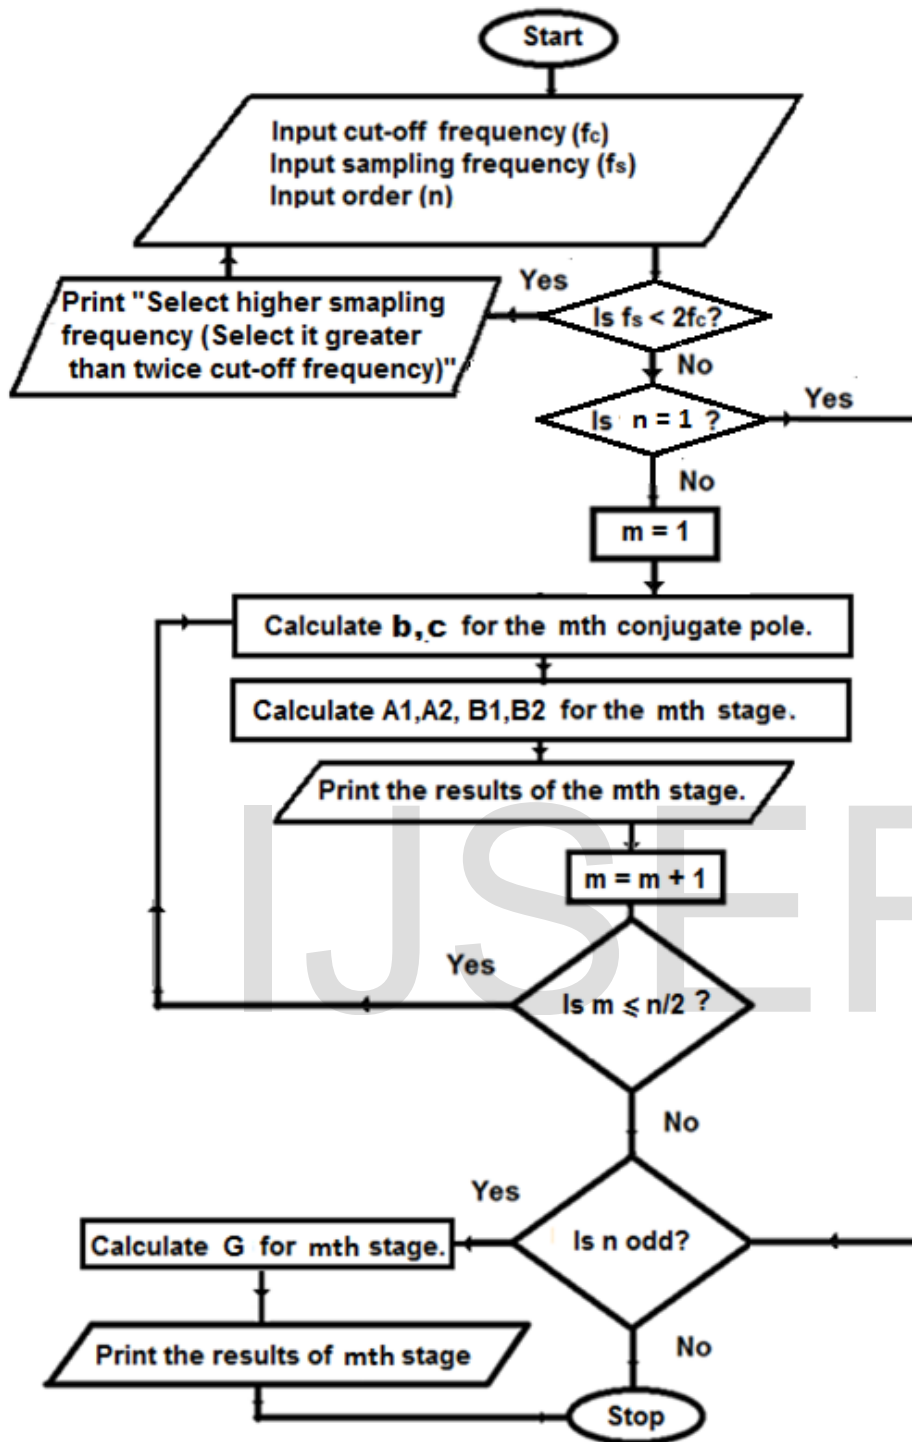 Start
Input cut-off frequency (fc)
Input sampling frequency (fs)
Input order (n)
Yes
Print "Select higher smapling
frequency (Select it greater
than twice cut-off frequency)"
Is fs < 2fc?
No
Yes
Is n = 1 ?
No
m = 1
Calculate b,c for the mth conjugate pole.
Calculate A1,A2, B1,B2 for the mth stage.
Print the results of the mth stage.
m = m + 1
Yes
Is m ⩽ n/2 ?
No
Yes
Is n odd?
Calculate G for mth stage.
No
Print the results of mth stage
Stop
IJSER